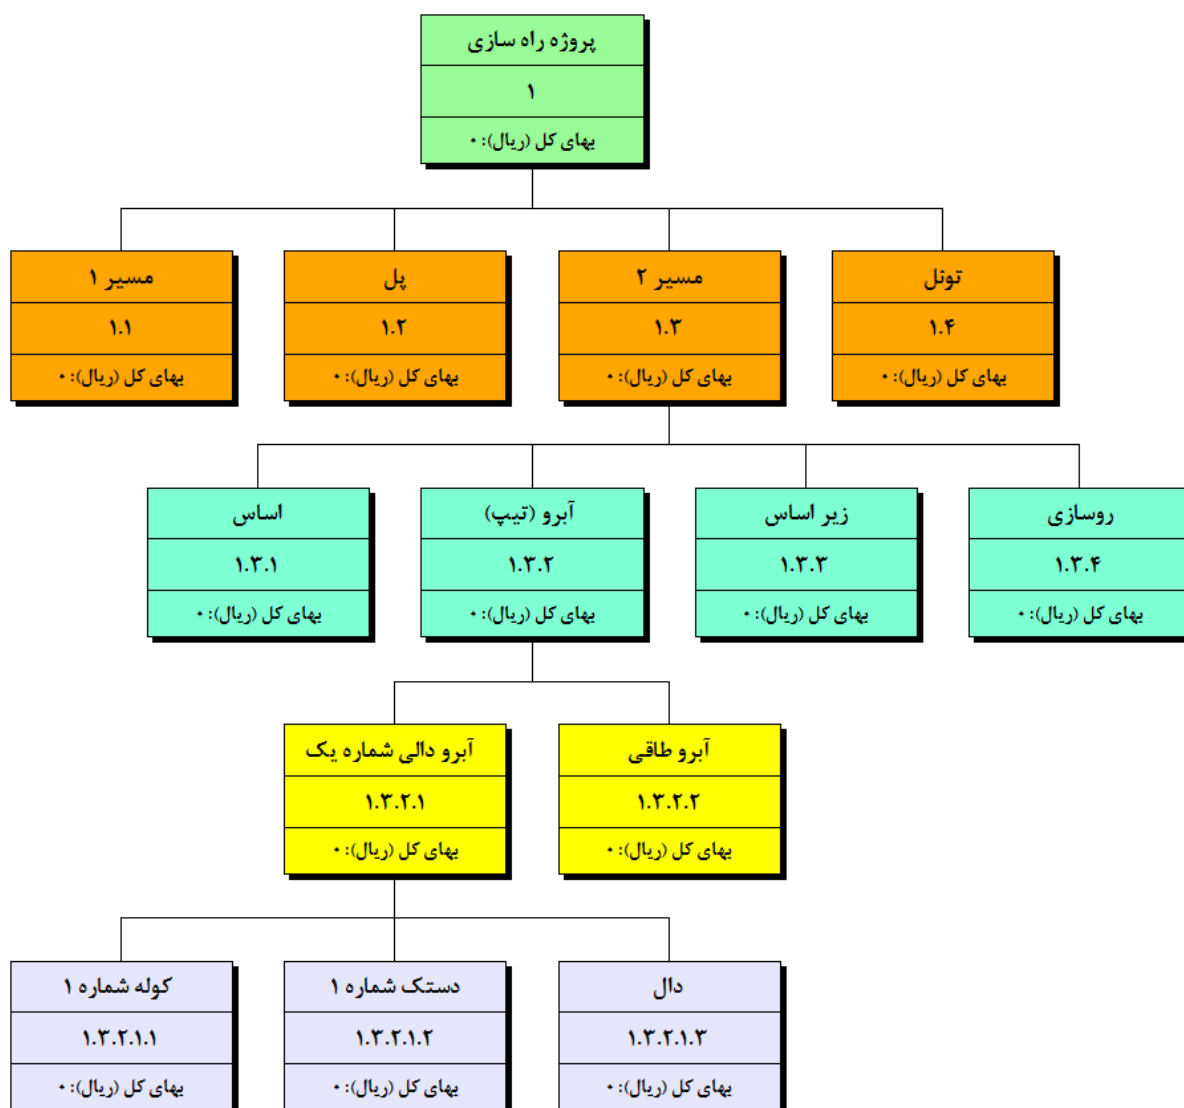 پروژه راه سازی
۱
بهای کل (ریال): ۰
مسیر ۱
۱.۱
بهای کل (ریال): ۰
پل
۱.۲
بهای کل (ریال): ۰
مسیر ۲
۱.۳
بهای کل (ریال): ۰
تونل
۱.۴
بهای کل (ریال): ۰
اساس
۱.۳.۱
بهای کل (ریال): ۰
آبرو (تیپ)
۱.۳.۲
بهای کل (ریال): ۰
زیر اساس
۱.۳.۳
بهای کل (ریال): ۰
روسازی
۱.۳.۴
بهای کل (ریال): ۰
آبرو دالی شماره یک
۱.۳.۲.۱
بهای کل (ریال): ۰
آبرو طاقی
۱.۳.۲.۲
بهای کل (ریال): ۰
کوله شماره ۱
۱.۳.۲.۱.۱
بهای کل (ریال): ۰
دستک شماره ۱
۱.۳.۲.۱.۲
بهای کل (ریال): ۰
دال
۱.۳.۲.۱.۳
بهای کل (ریال): ۰